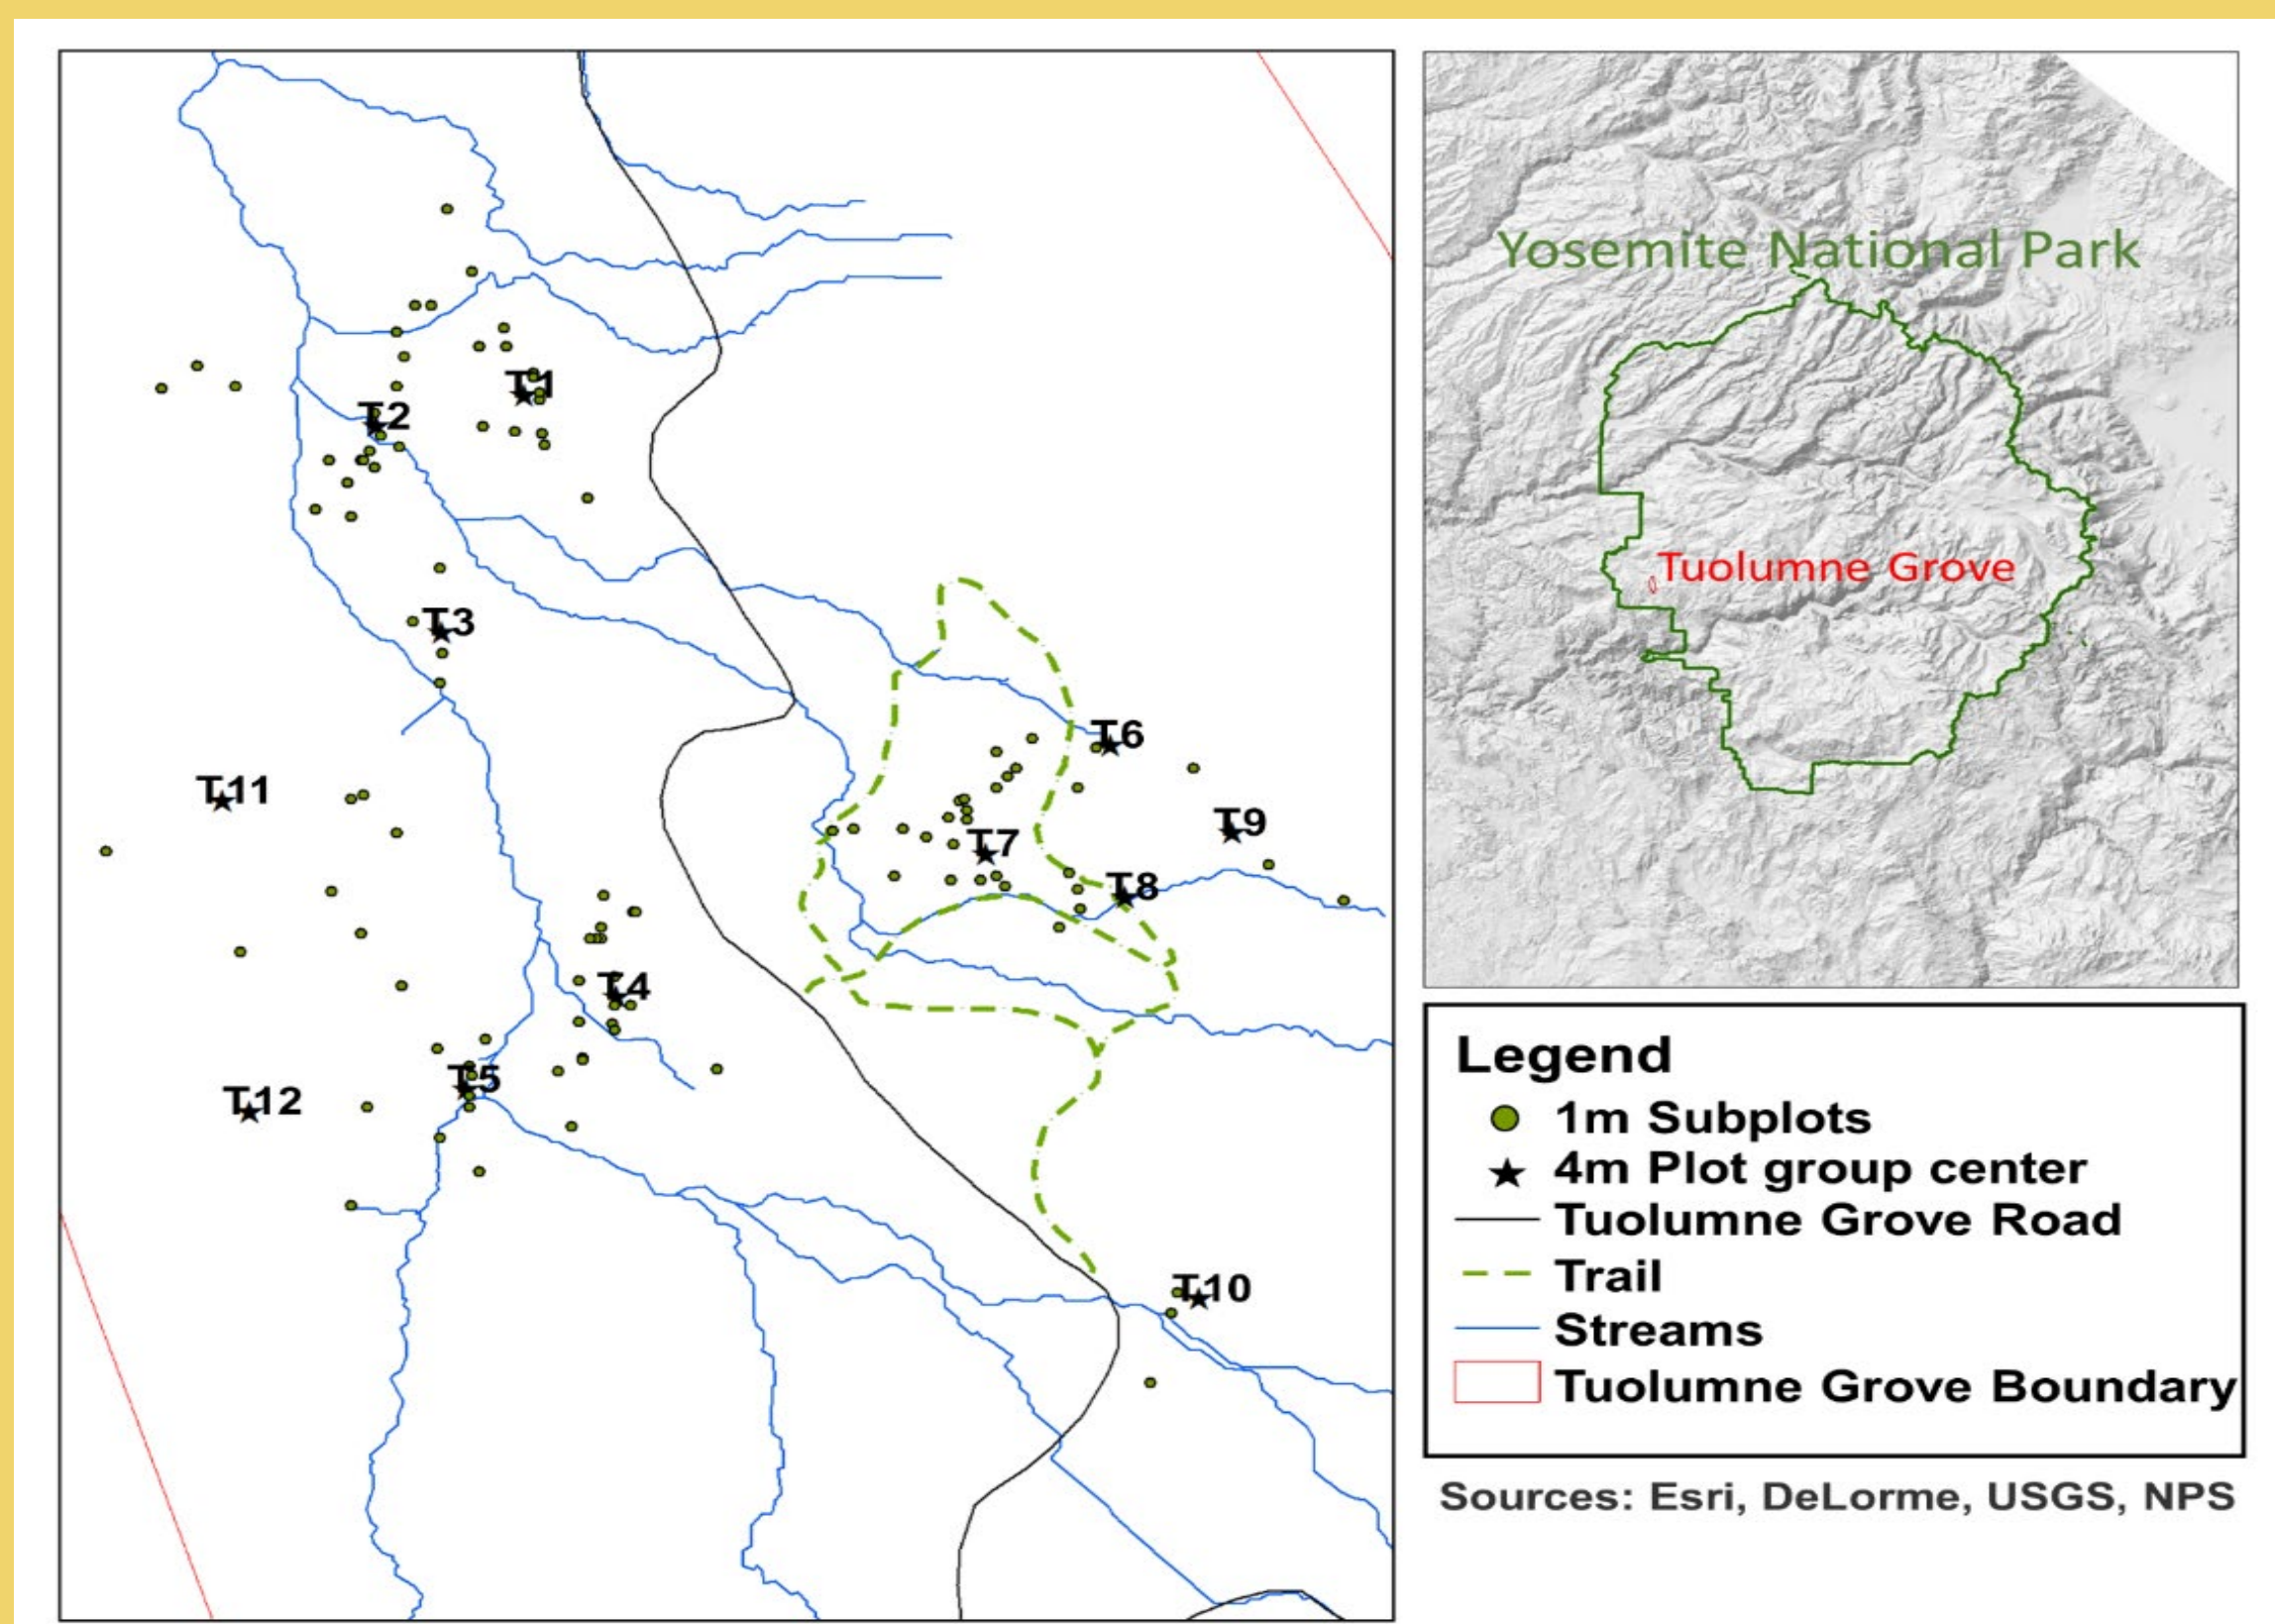 T1
T2
T3
T6
T11
T9
T7
T8
T4
T5
T12
T10
Yosemite National Park
Tuolumne Grove
Legend
1m Subplots
4m Plot group center
Tuolumne Grove Road
Trail
Streams
Tuolumne Grove Boundary
Sources: Esri, DeLorme, USGS, NPS